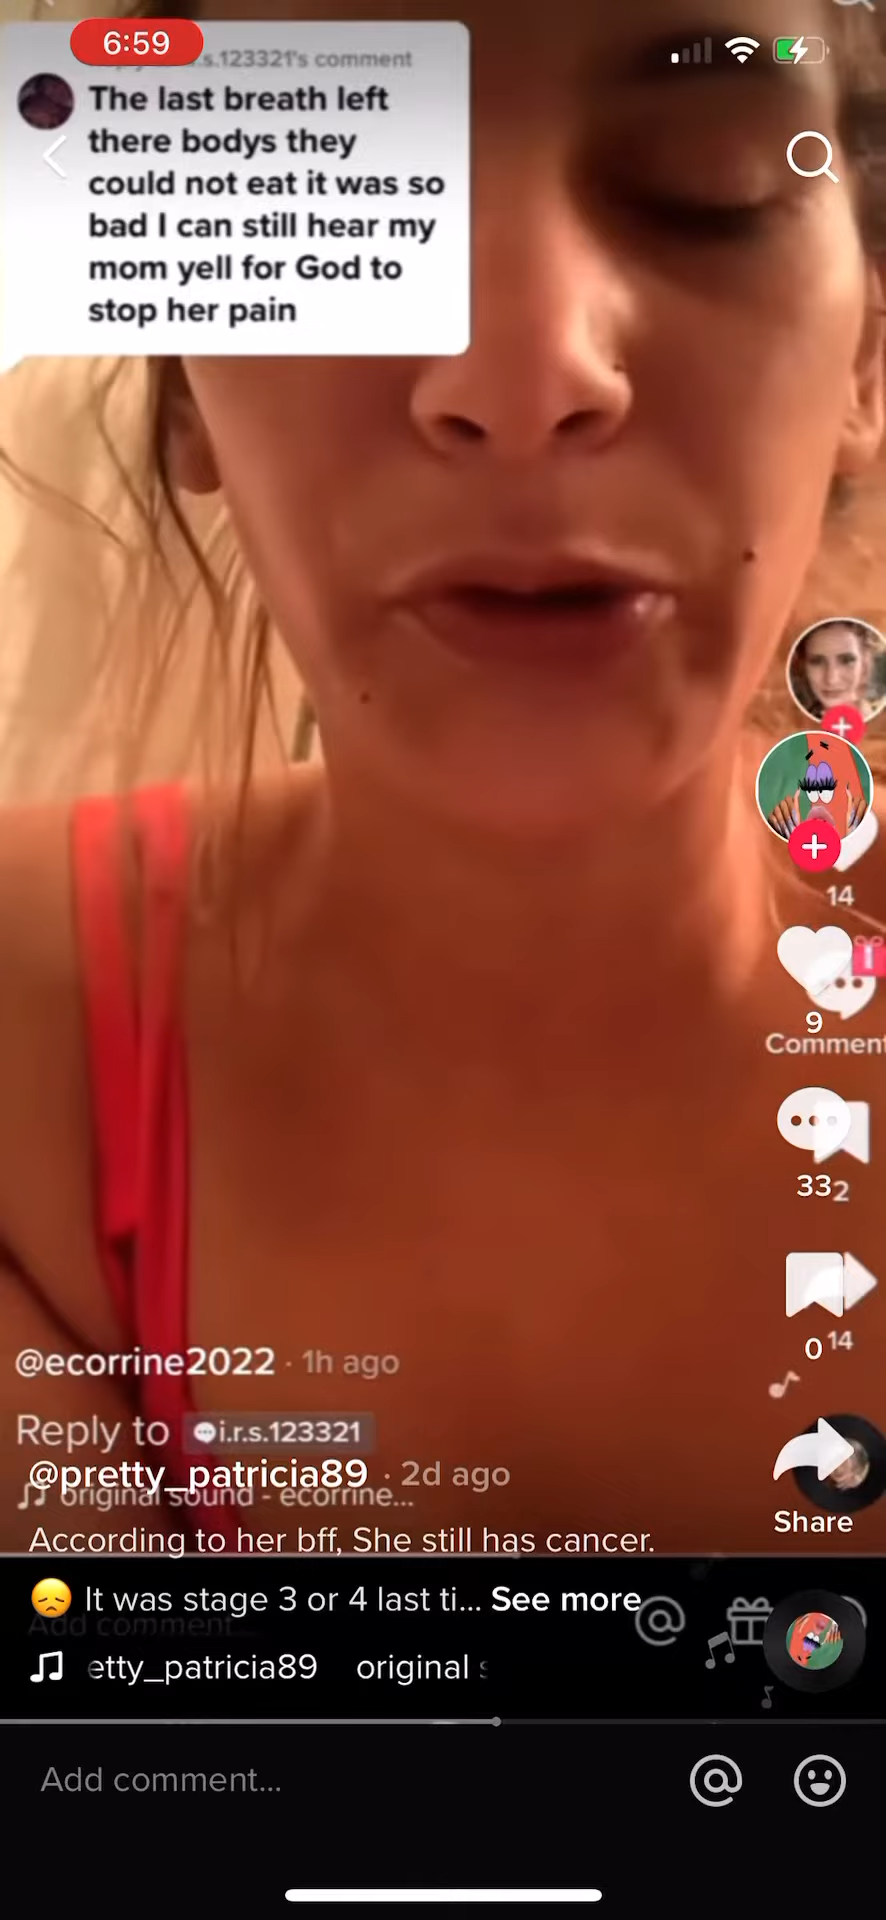 6:59
.s.123321's comment
The last breath left
there bodys they
could not eat it was so
bad I can still hear my
mom yell for God to
stop her pain
14
9
Comment
332
0 14
@ecorrine2022 · 1h ago
Reply to i.r.s.123321
@pretty_patricia89 · 2d ago
original sound - ecorrine...
Share
According to her bff, She still has cancer.
😞 It was stage 3 or 4 last ti... See more
Add comment...
etty_patricia89 original
Add comment...